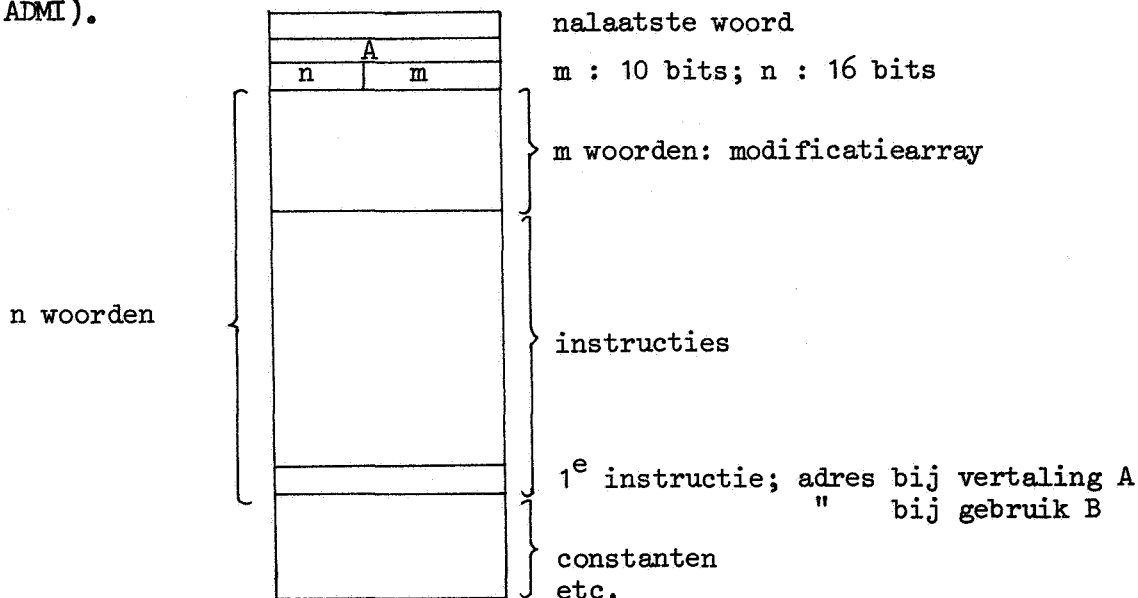 ADMI).
nalaatste woord
A
n m
m : 10 bits; n : 16 bits
m woorden: modificatiearray
n woorden
instructies
1e instructie; adres bij vertaling A
" bij gebruik B
constanten
etc.